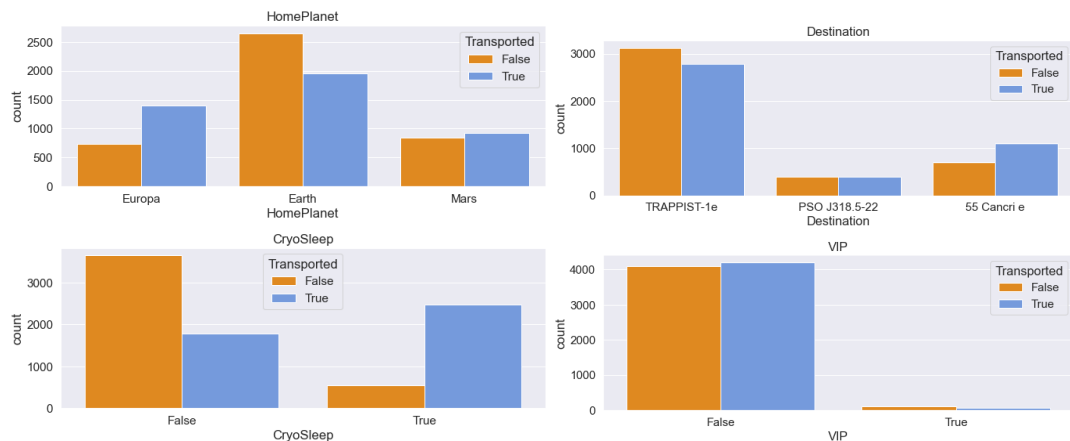 HomePlanet
Transported
False
True
count
2500
2000
1500
1000
500
0
Europa Earth Mars
HomePlanet
Destination
Transported
False
True
count
3000
2000
1000
0
TRAPPIST-1e PSO J318.5-22 55 Cancri e
Destination
CryoSleep
Transported
False
True
count
3000
2000
1000
0
False True
CryoSleep
VIP
Transported
False
True
count
4000
3000
2000
1000
0
False True
VIP